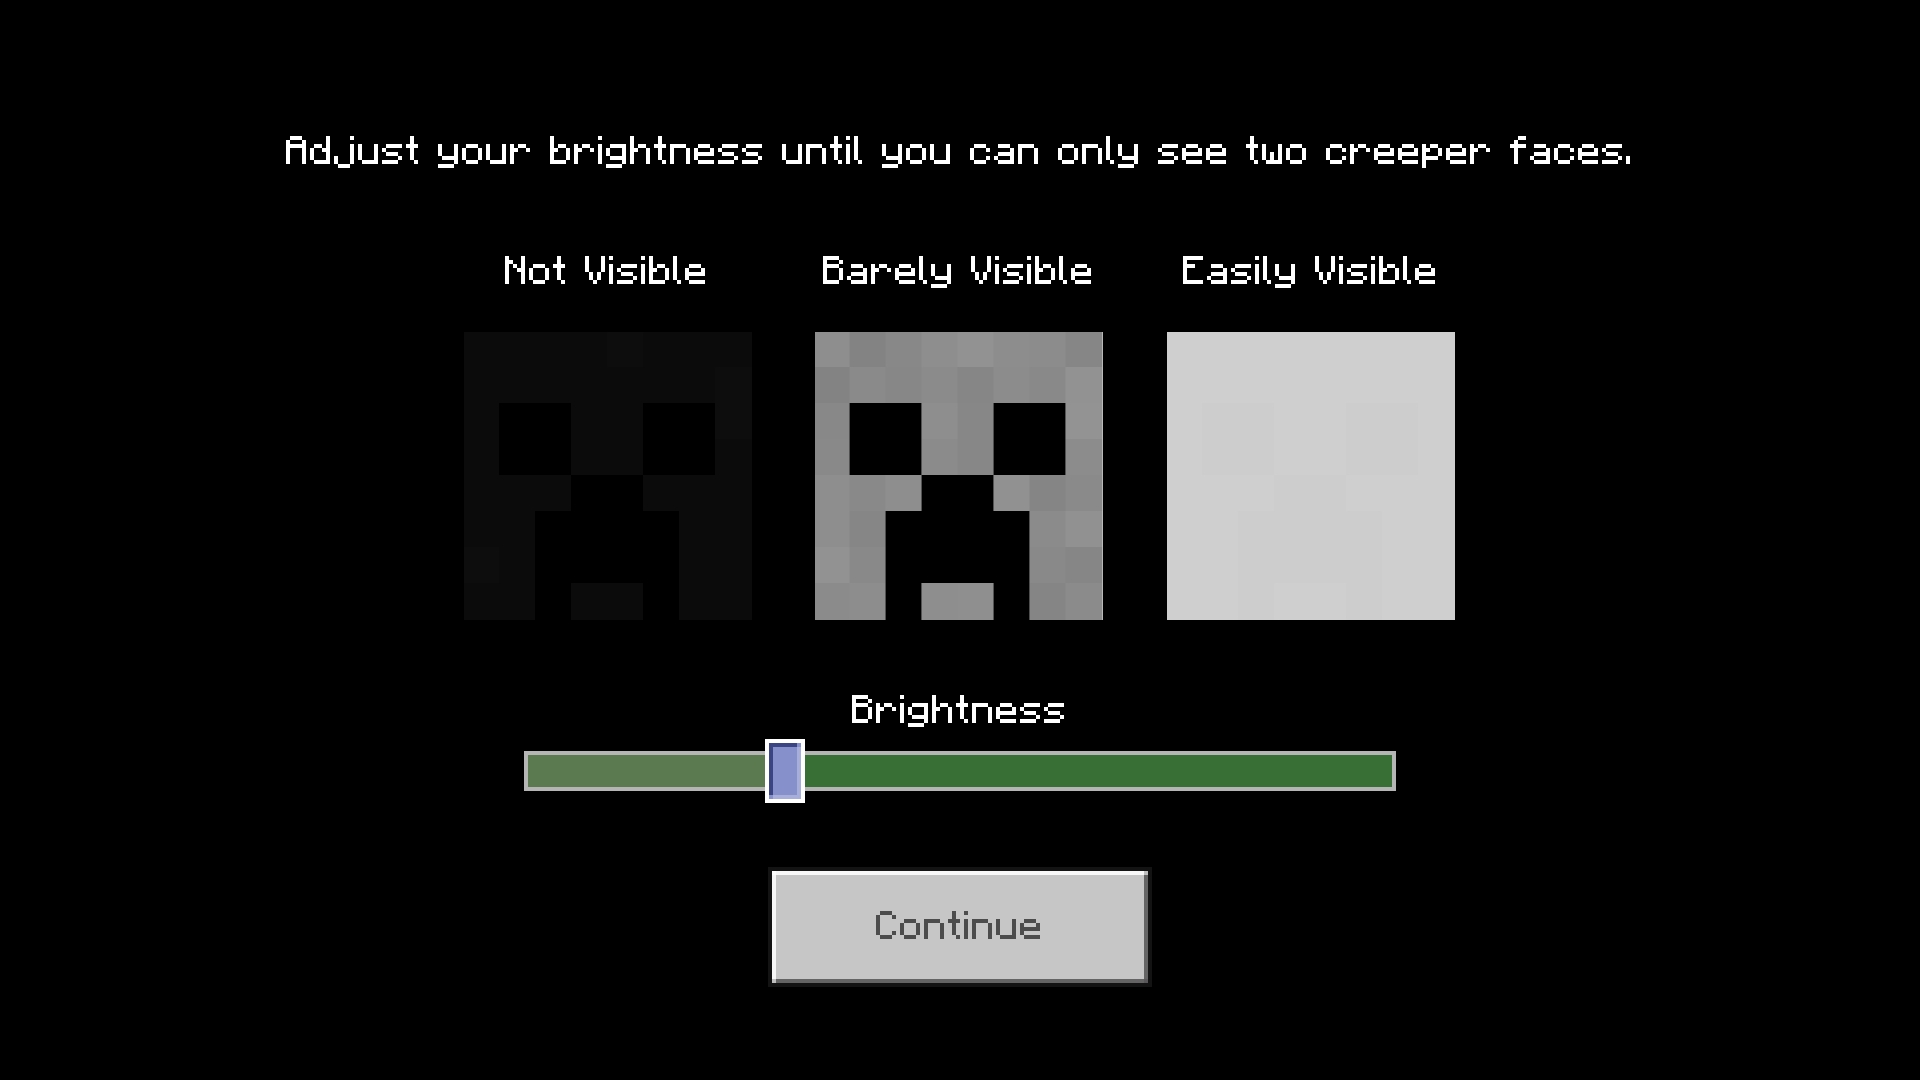 Adjust your brightness until you can only see two creeper faces.
Not Visible
Barely Visible
Easily Visible
Brightness
Continue